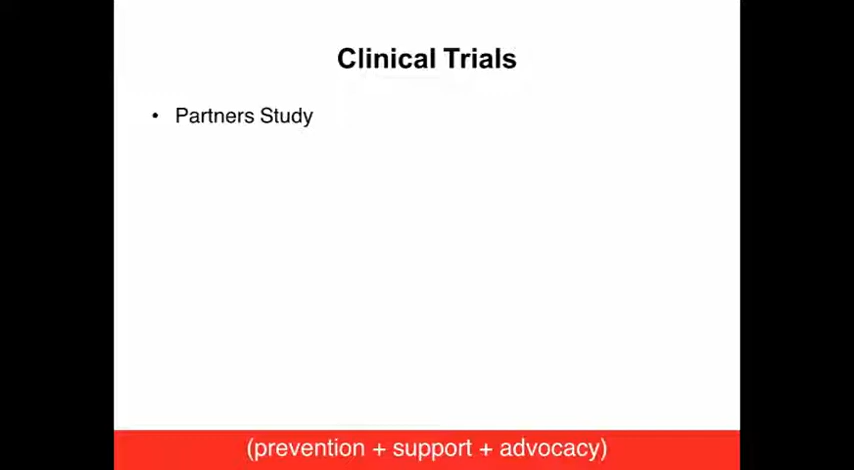 Clinical Trials
• Partners Study
(prevention + support + advocacy)